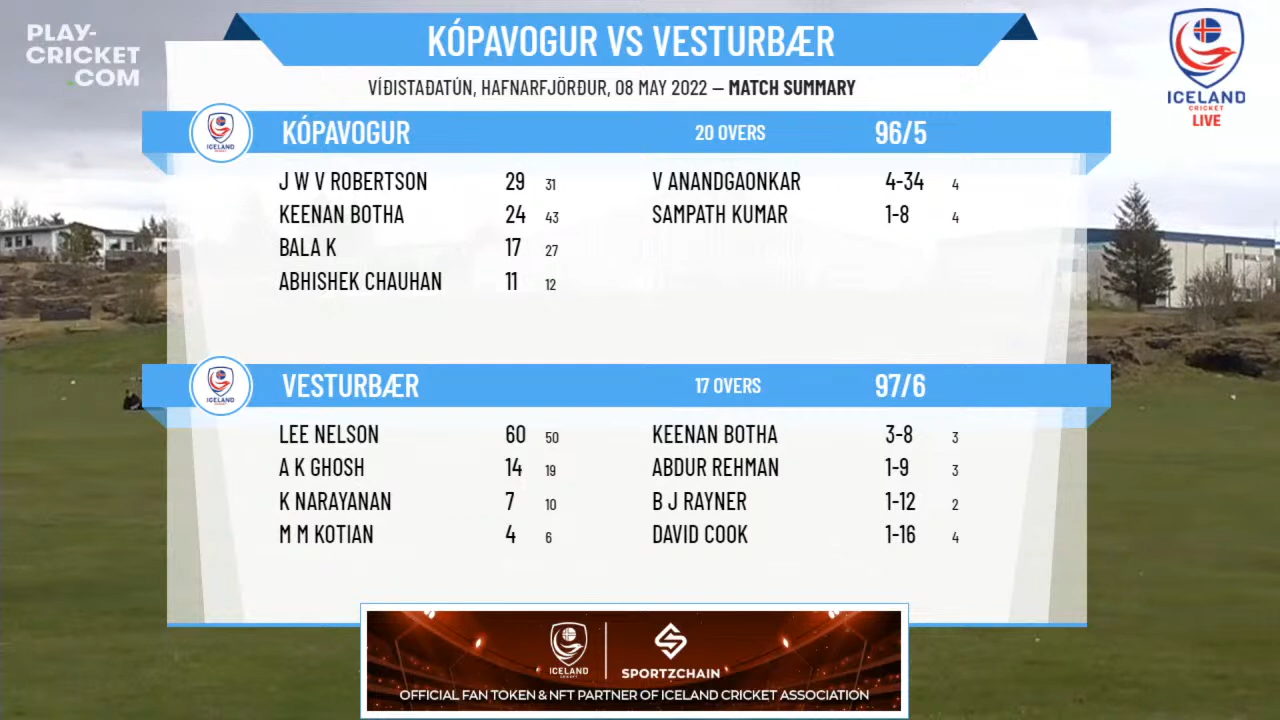 PLAY-
CRICKET
.COM
KÓPAVOGUR VS VESTURBÆR
ICELAND
CRICKET
LIVE
VÍÐISTAÐATÚN, HAFNARFJÖRÐUR, 08 MAY 2022 – MATCH SUMMARY
ICELAND
KÓPAVOGUR 20 OVERS 96/5
J W V ROBERTSON 29 31 V ANANDGAONKAR 4-34 4
KEENAN BOTHA 24 43 SAMPATH KUMAR 1-8 4
BALA K 17 27
ABHISHEK CHAUHAN 11 12
ICELAND
VESTURBÆR 17 OVERS 97/6
LEE NELSON 60 50 KEENAN BOTHA 3-8 3
A K GHOSH 14 19 ABDUR REHMAN 1-9 3
K NARAYANAN 7 10 B J RAYNER 1-12 2
M M KOTIAN 4 6 DAVID COOK 1-16 4
ICELAND
CRICKET
SPORTZCHAIN
OFFICIAL FAN TOKEN & NFT PARTNER OF ICELAND CRICKET ASSOCIATION